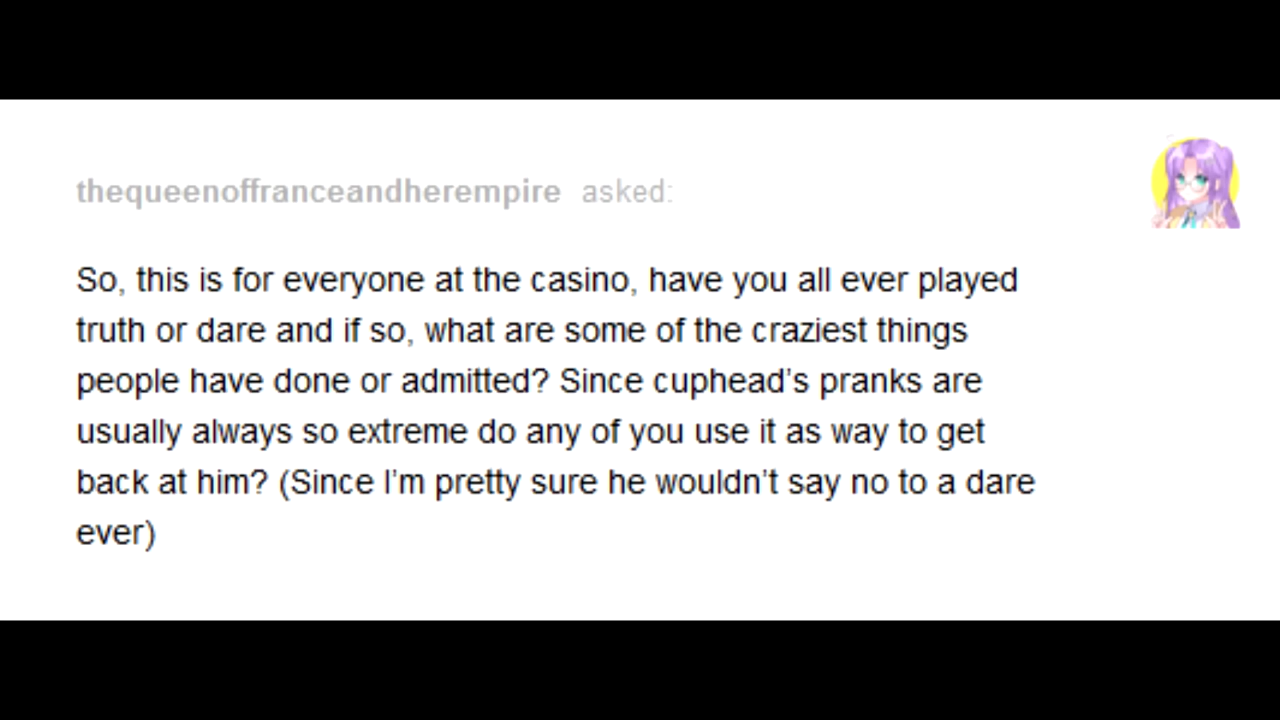 thequeenoffranceandherempire asked:
So, this is for everyone at the casino, have you all ever played
truth or dare and if so, what are some of the craziest things
people have done or admitted? Since cuphead's pranks are
usually always so extreme do any of you use it as way to get
back at him? (Since I'm pretty sure he wouldn't say no to a dare
ever)